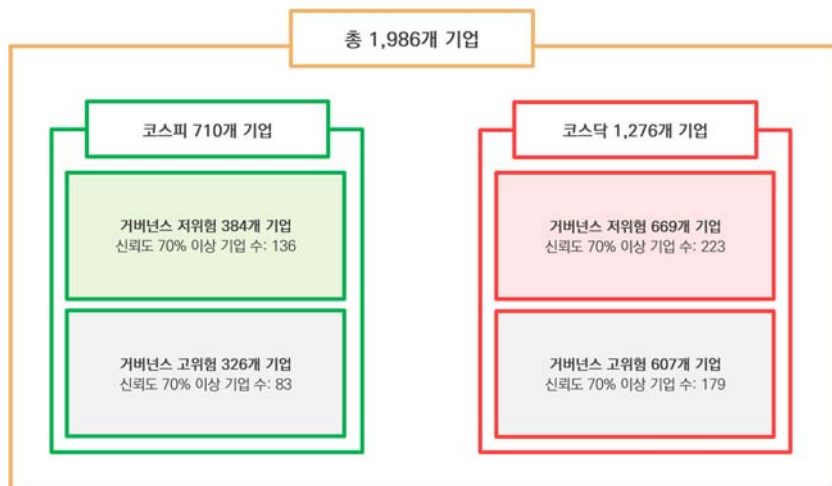 총 1,986개 기업
코스피 710개 기업
거버넌스 저위험 384개 기업
신뢰도 70% 이상 기업 수: 136
거버넌스 고위험 326개 기업
신뢰도 70% 이상 기업 수: 83
코스닥 1,276개 기업
거버넌스 저위험 669개 기업
신뢰도 70% 이상 기업 수: 223
거버넌스 고위험 607개 기업
신뢰도 70% 이상 기업 수: 179